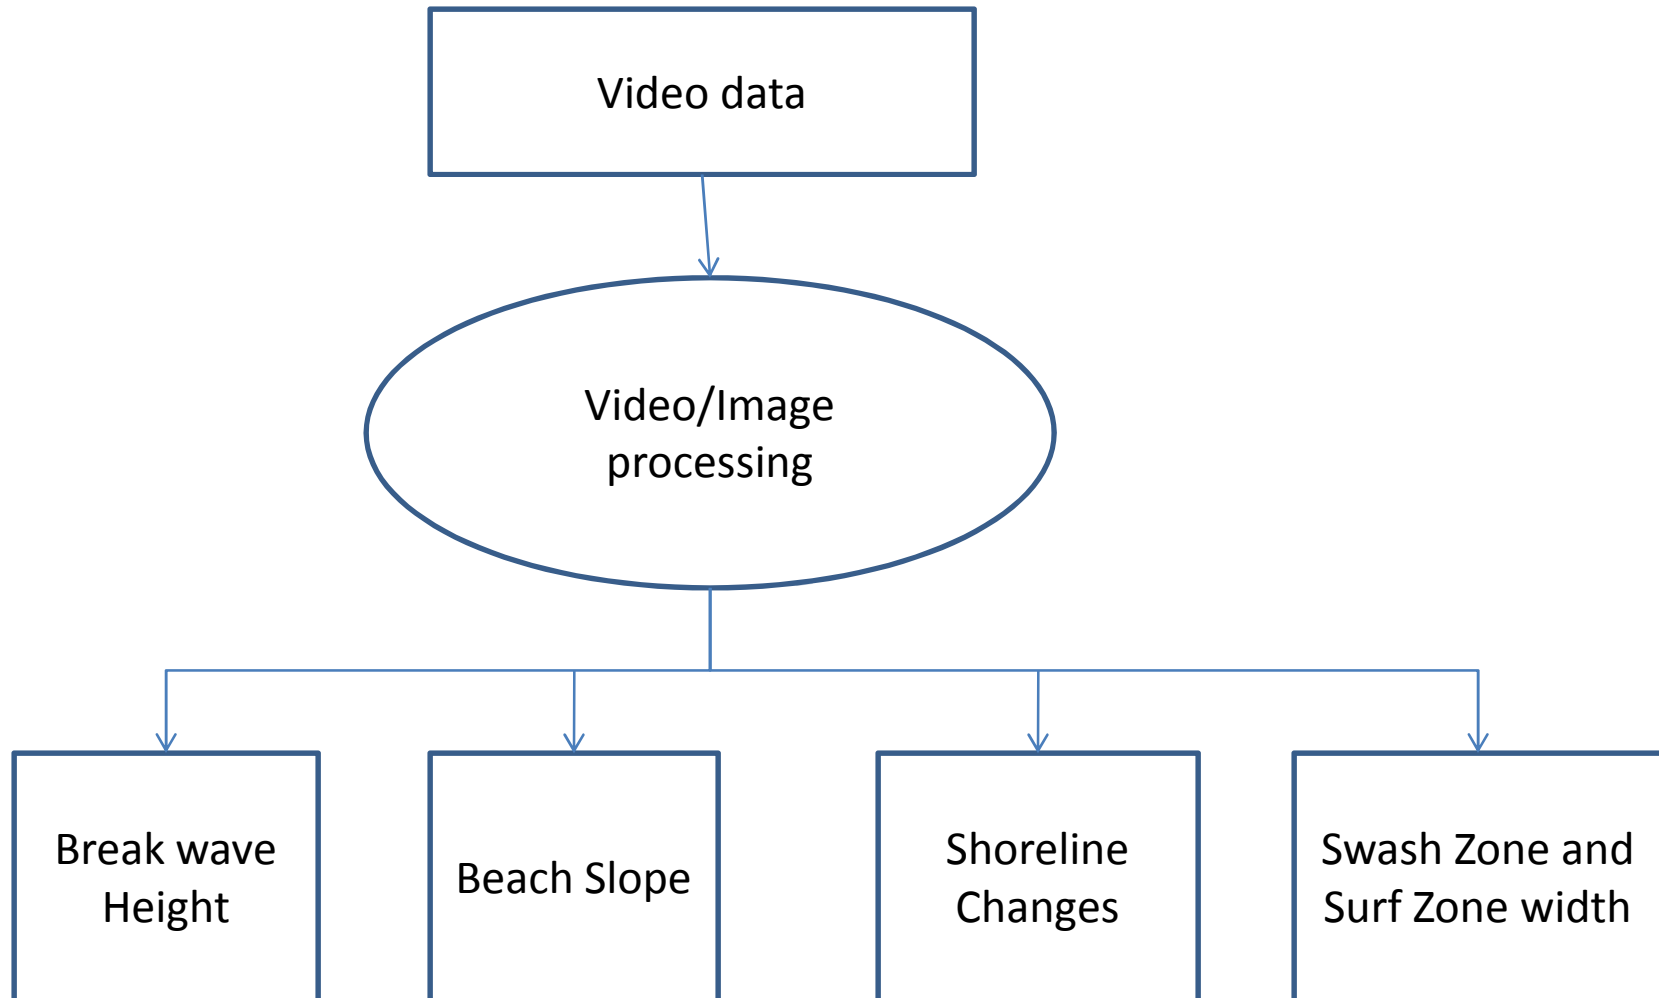 Video data
Video/Image
processing
Break wave
Height
Beach Slope
Shoreline
Changes
Swash Zone and
Surf Zone width